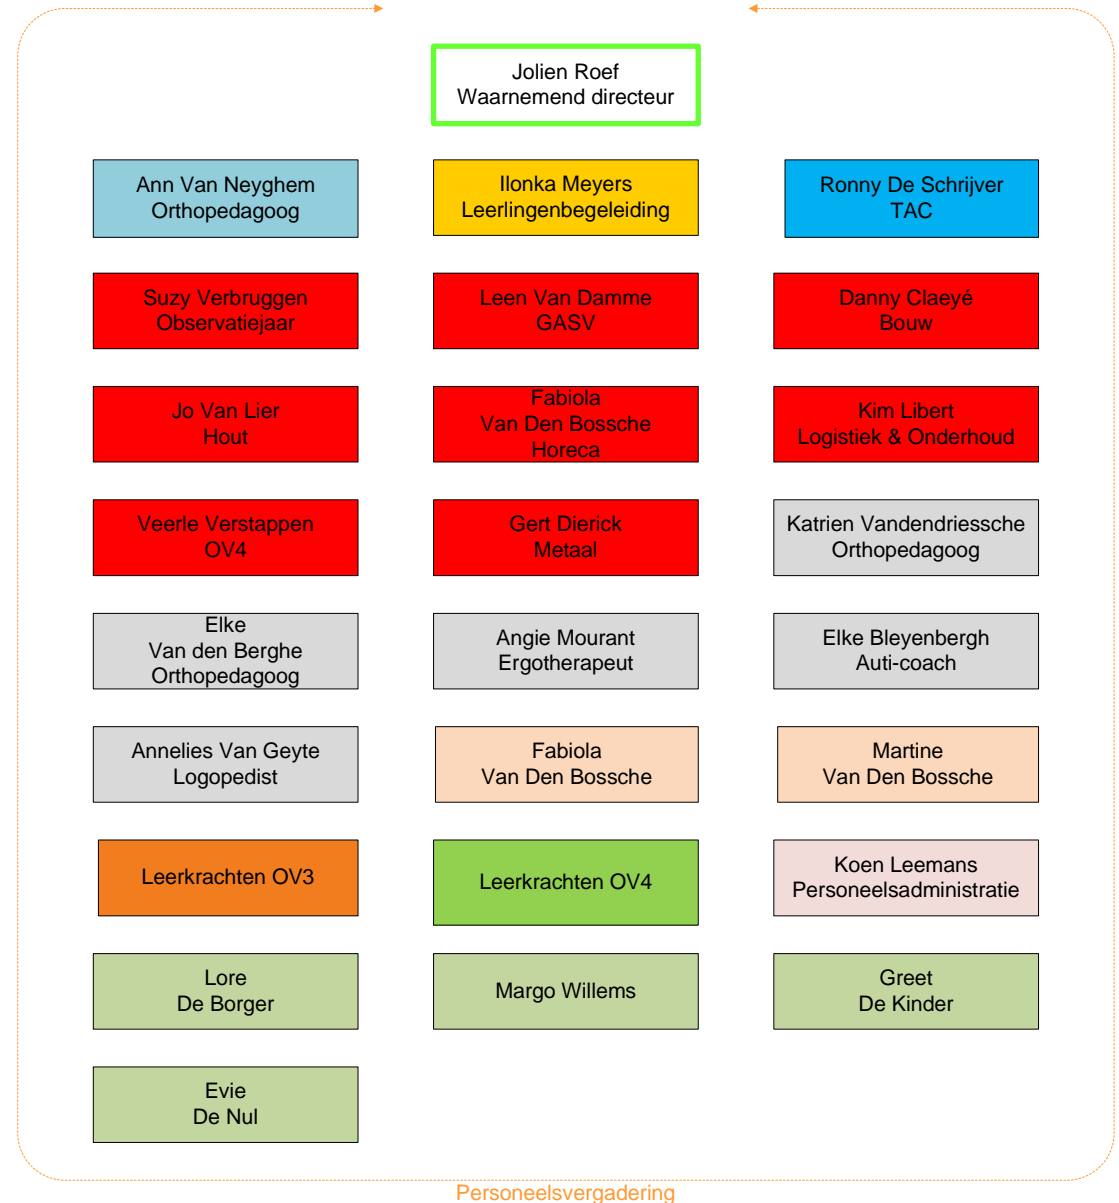 Jolien Roef
Waarnemend directeur
Ann Van Neyghem
Orthopedagoog
Ilonka Meyers
Leerlingenbegeleiding
Ronny De Schrijver
TAC
Suzy Verbruggen
Observatiejaar
Leen Van Damme
GASV
Danny Claeyé
Bouw
Jo Van Lier
Hout
Fabiola
Van Den Bossche
Horeca
Kim Libert
Logistiek & Onderhoud
Veerle Verstappen
OV4
Gert Dierick
Metaal
Katrien Vandendriessche
Orthopedagoog
Elke
Van den Berghe
Orthopedagoog
Angie Mourant
Ergotherapeut
Elke Bleyenbergh
Auti-coach
Annelies Van Geyte
Logopedist
Fabiola
Van Den Bossche
Martine
Van Den Bossche
Leerkrachten OV3
Leerkrachten OV4
Koen Leemans
Personeelsadministratie
Lore
De Borger
Margo Willems
Greet
De Kinder
Evie
De Nul
Personeelsvergadering